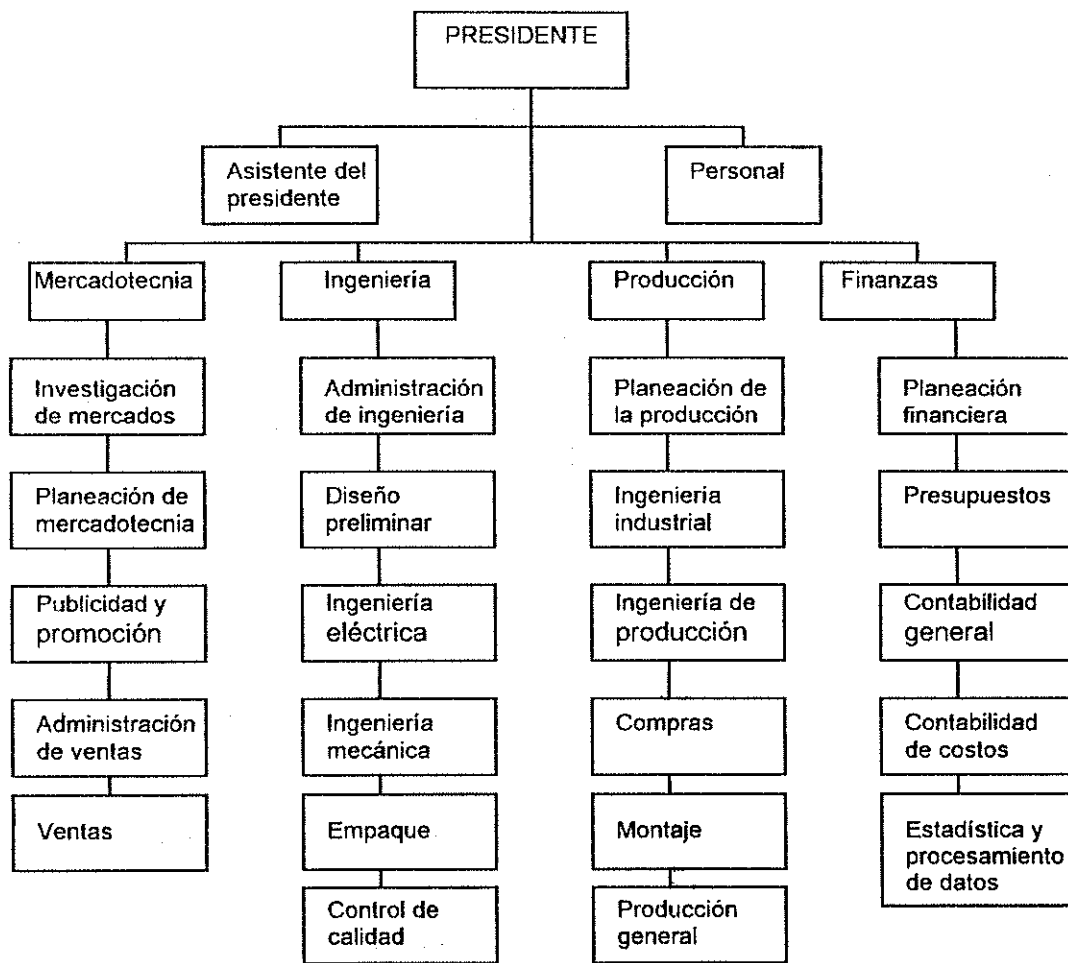 PRESIDENTE
Asistente del
presidente
Personal
Mercadotecnia
Ingeniería
Producción
Finanzas
Investigación
de mercados
Administración
de ingeniería
Planeación de
la producción
Planeación
financiera
Planeación de
mercadotecnia
Diseño
preliminar
Ingeniería
industrial
Presupuestos
Publicidad y
promoción
Ingeniería
eléctrica
Ingeniería de
producción
Contabilidad
general
Administración
de ventas
Ingeniería
mecánica
Compras
Contabilidad
de costos
Ventas
Empaque
Montaje
Estadística y
procesamiento
de datos
Control de
calidad
Producción
general